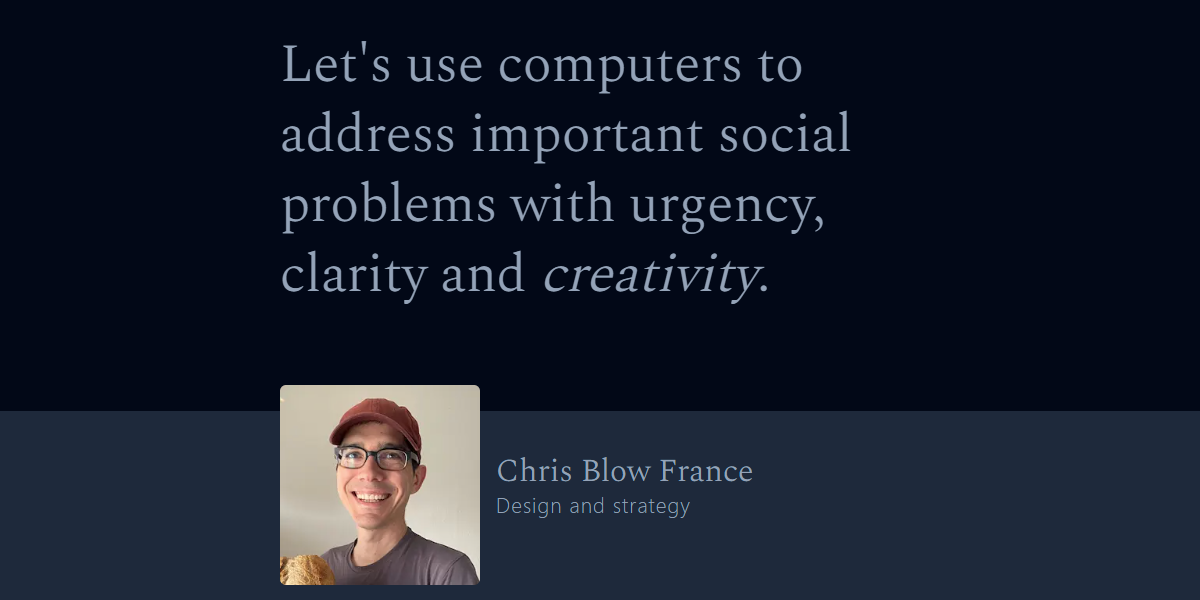 Let's use computers to
address important social
problems with urgency,
clarity and creativity.
Chris Blow France
Design and strategy